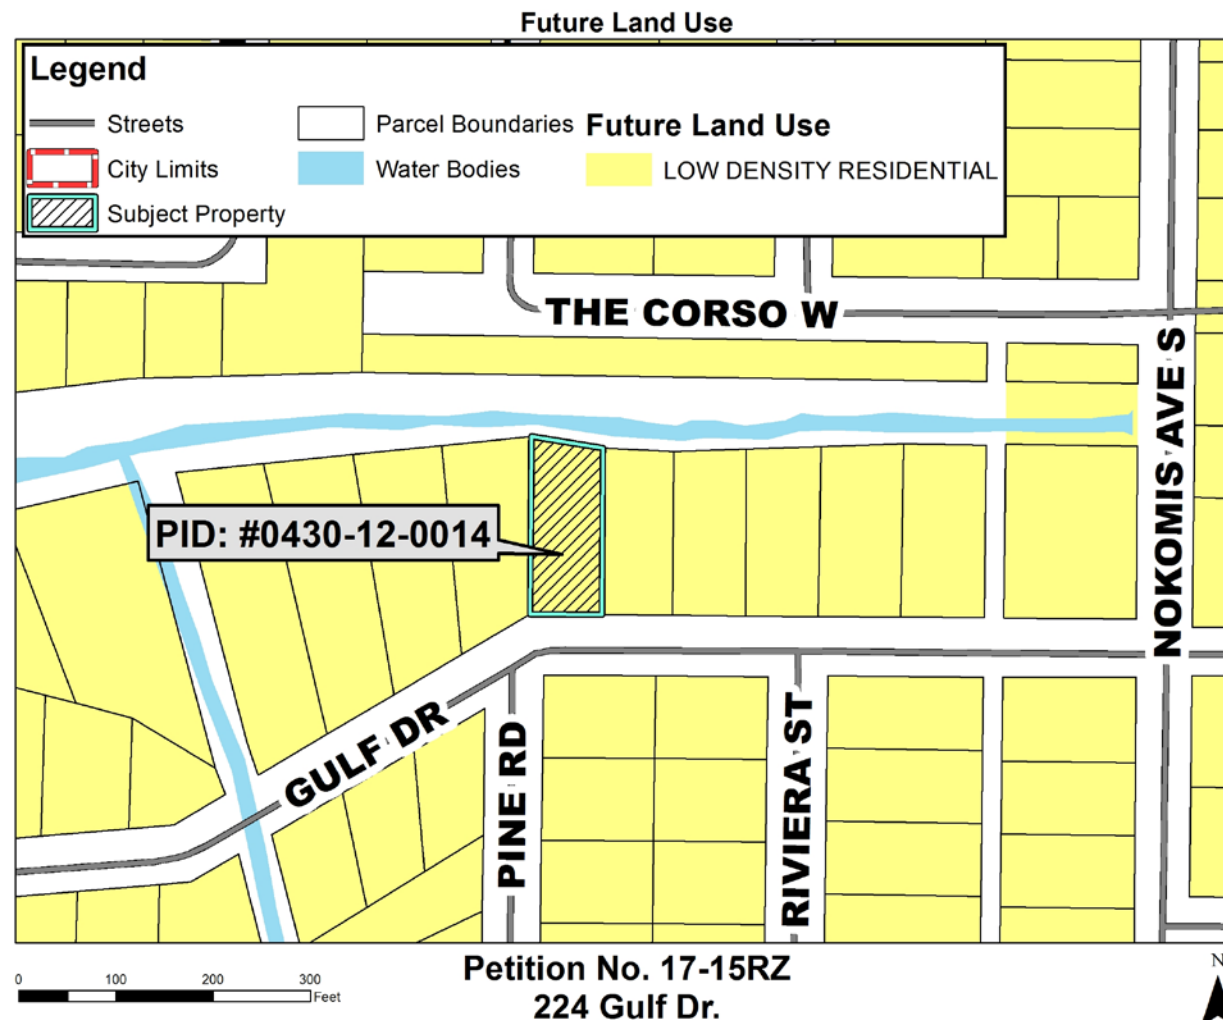 Future Land Use
Legend
Streets
Parcel Boundaries
Future Land Use
City Limits
Water Bodies
LOW DENSITY RESIDENTIAL
Subject Property
THE CORSO W
NOKOMIS AVE S
PID: #0430-12-0014
GULF DR
PINE RD
RIVIERA ST
0 100 200 300
Feet
Petition No. 17-15RZ
224 Gulf Dr.
N